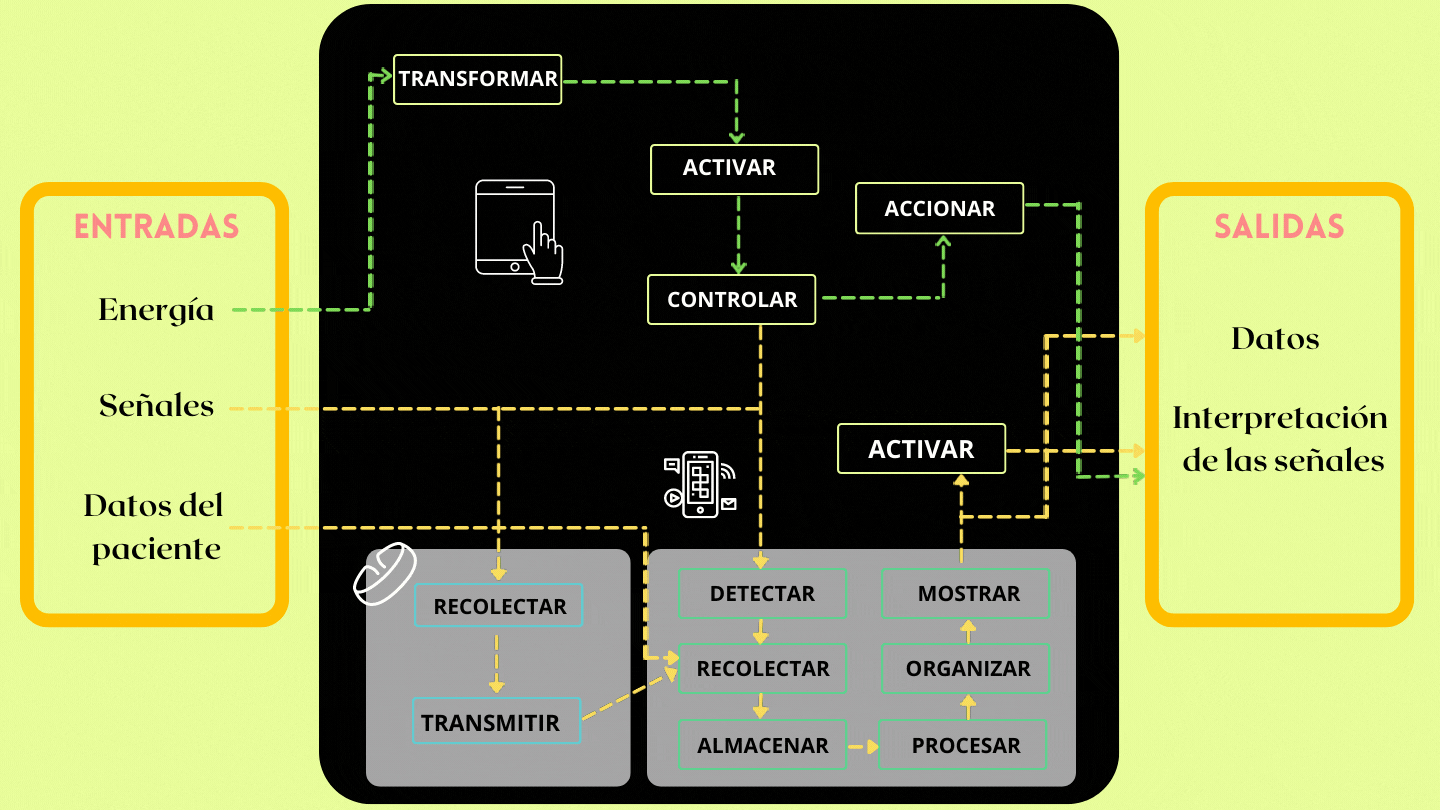 ENTRADAS
Energía
Señales
Datos del
paciente
TRANSFORMAR
ACTIVAR
ACCIONAR
CONTROLAR
ACTIVAR
RECOLECTAR
TRANSMITIR
DETECTAR
RECOLECTAR
ALMACENAR
MOSTRAR
ORGANIZAR
PROCESAR
SALIDAS
Datos
Interpretación
de las señales